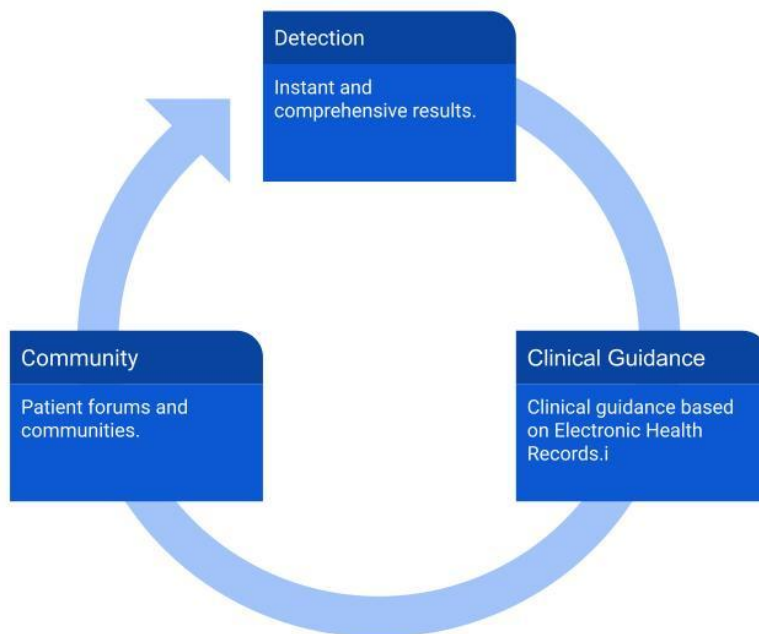 Detection
Instant and
comprehensive results.
Community
Patient forums and
communities.
Clinical Guidance
Clinical guidance based
on Electronic Health
Records.i